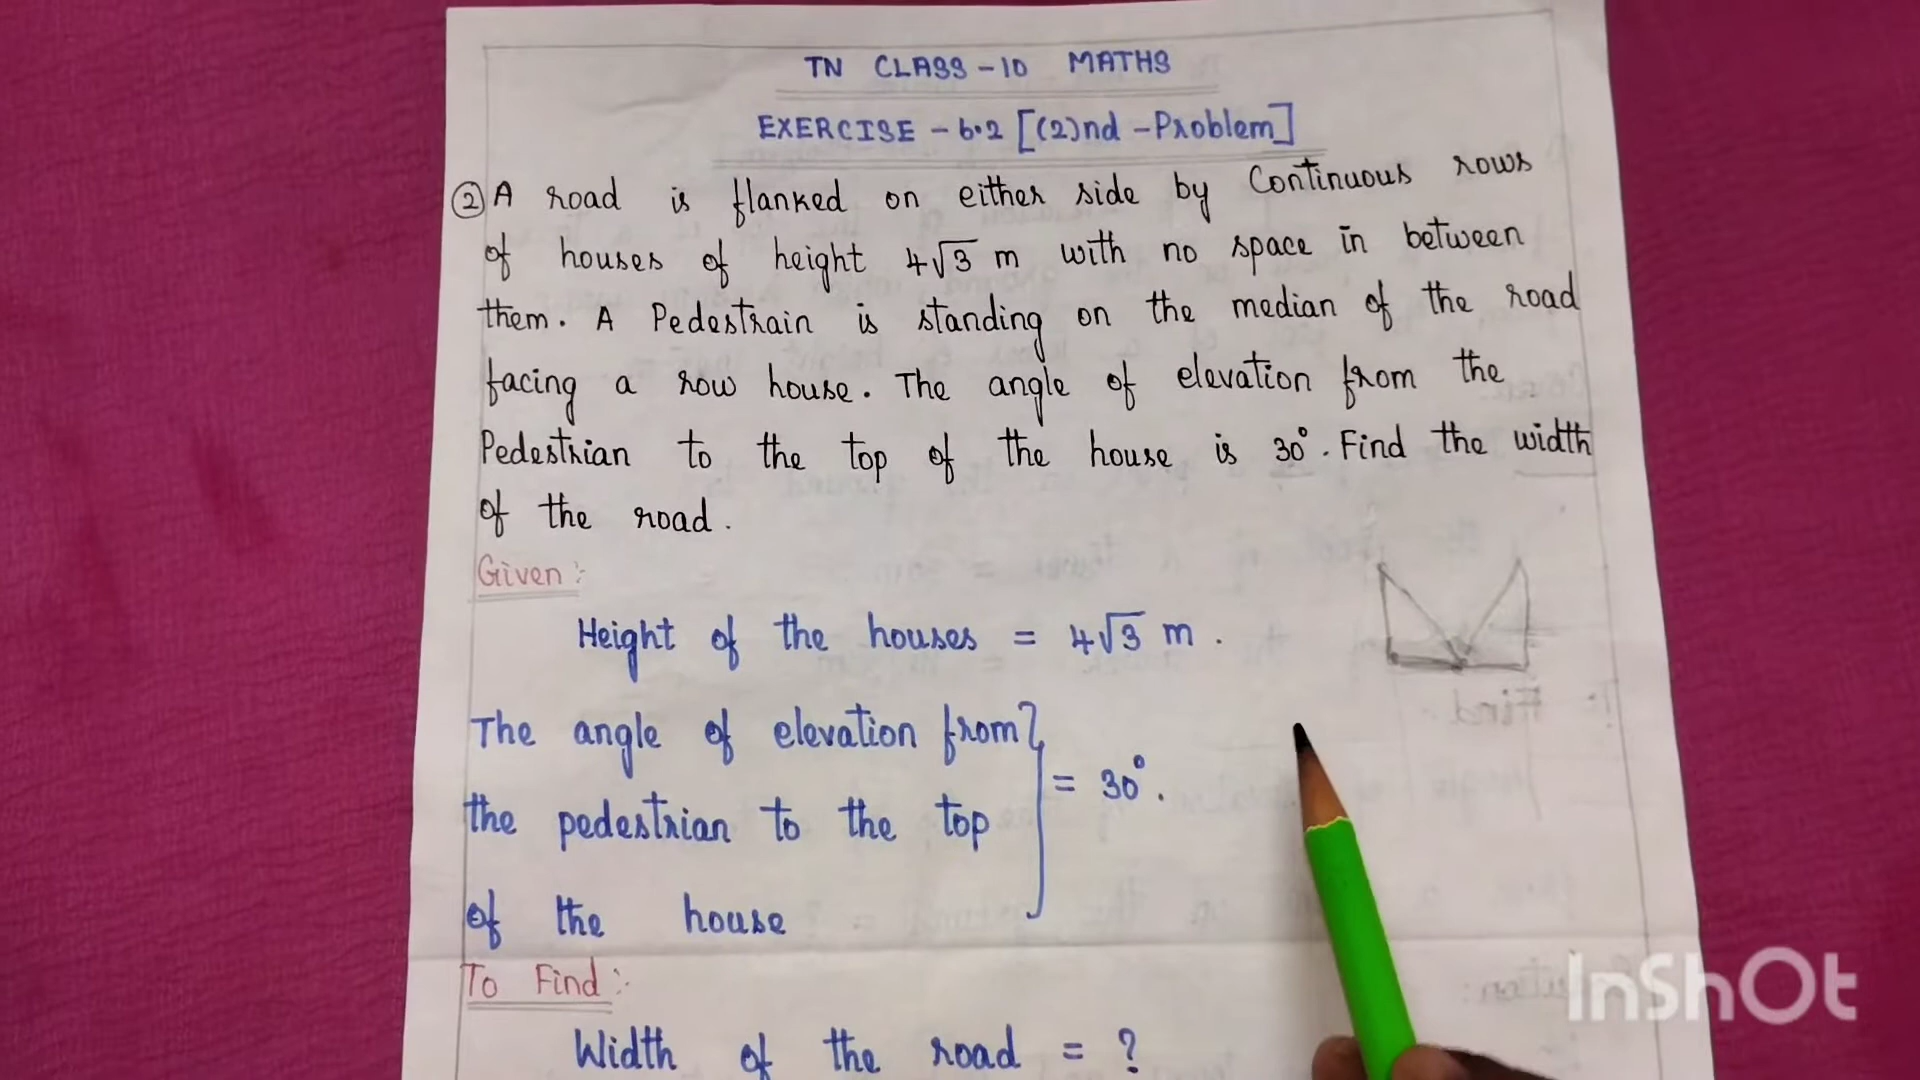 TN CLASS-10 MATHS
EXERCISE - 6.2 [(2)nd - Problem]
② A road is flanked on either side by Continuous rows
of houses of height 4√3 m with no space in between
them. A Pedestrain is standing on the median of the road
facing a row house. The angle of elevation from the
Pedestrian to the top of the house is 30°. Find the width
of the road.
Given:
Height of the houses = 4√3 m.
The angle of elevation from
the pedestrian to the top } = 30°.
of the house
To Find:
Width of the road = ?
InShOt